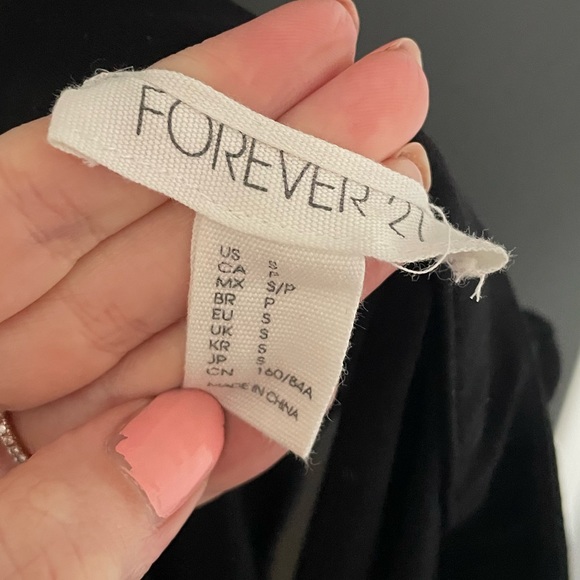 FOREVER 21
US S
CA P
MX S/P
BR P
EU S
UK S
KR S
JP S
CN 160/84A
MADE IN CHINA